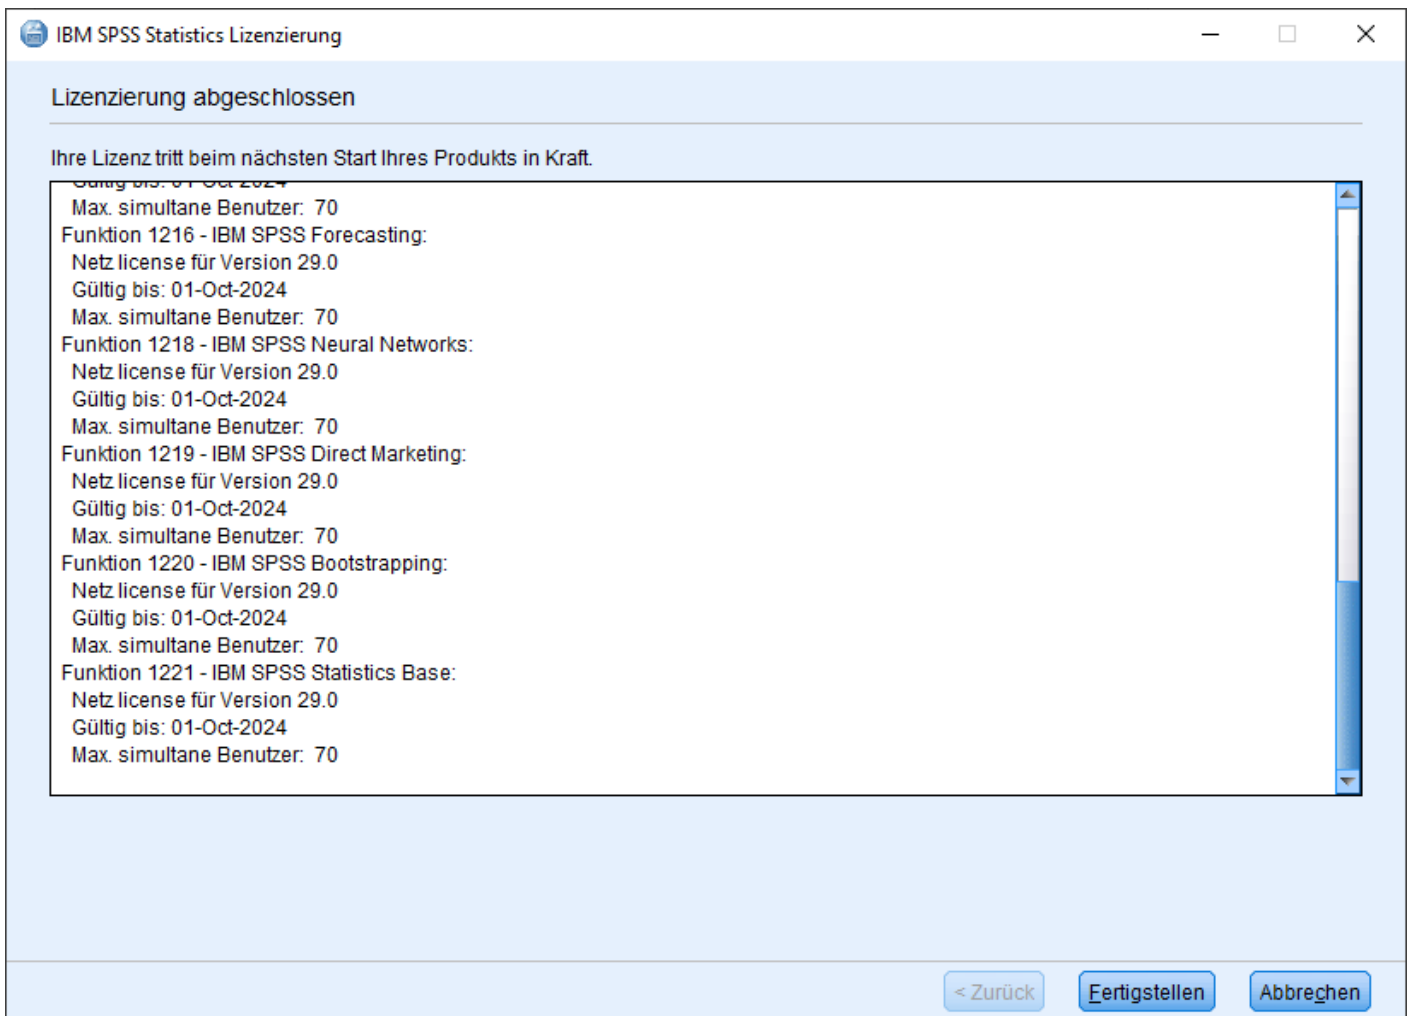 IBM SPSS Statistics Lizenzierung
Lizenzierung abgeschlossen
Ihre Lizenz tritt beim nächsten Start Ihres Produkts in Kraft.
Gültig bis: 01-Oct-2024
Max. simultane Benutzer: 70
Funktion 1216 - IBM SPSS Forecasting:
Netz license für Version 29.0
Gültig bis: 01-Oct-2024
Max. simultane Benutzer: 70
Funktion 1218 - IBM SPSS Neural Networks:
Netz license für Version 29.0
Gültig bis: 01-Oct-2024
Max. simultane Benutzer: 70
Funktion 1219 - IBM SPSS Direct Marketing:
Netz license für Version 29.0
Gültig bis: 01-Oct-2024
Max. simultane Benutzer: 70
Funktion 1220 - IBM SPSS Bootstrapping:
Netz license für Version 29.0
Gültig bis: 01-Oct-2024
Max. simultane Benutzer: 70
Funktion 1221 - IBM SPSS Statistics Base:
Netz license für Version 29.0
Gültig bis: 01-Oct-2024
Max. simultane Benutzer: 70
< Zurück Fertigstellen Abbrechen